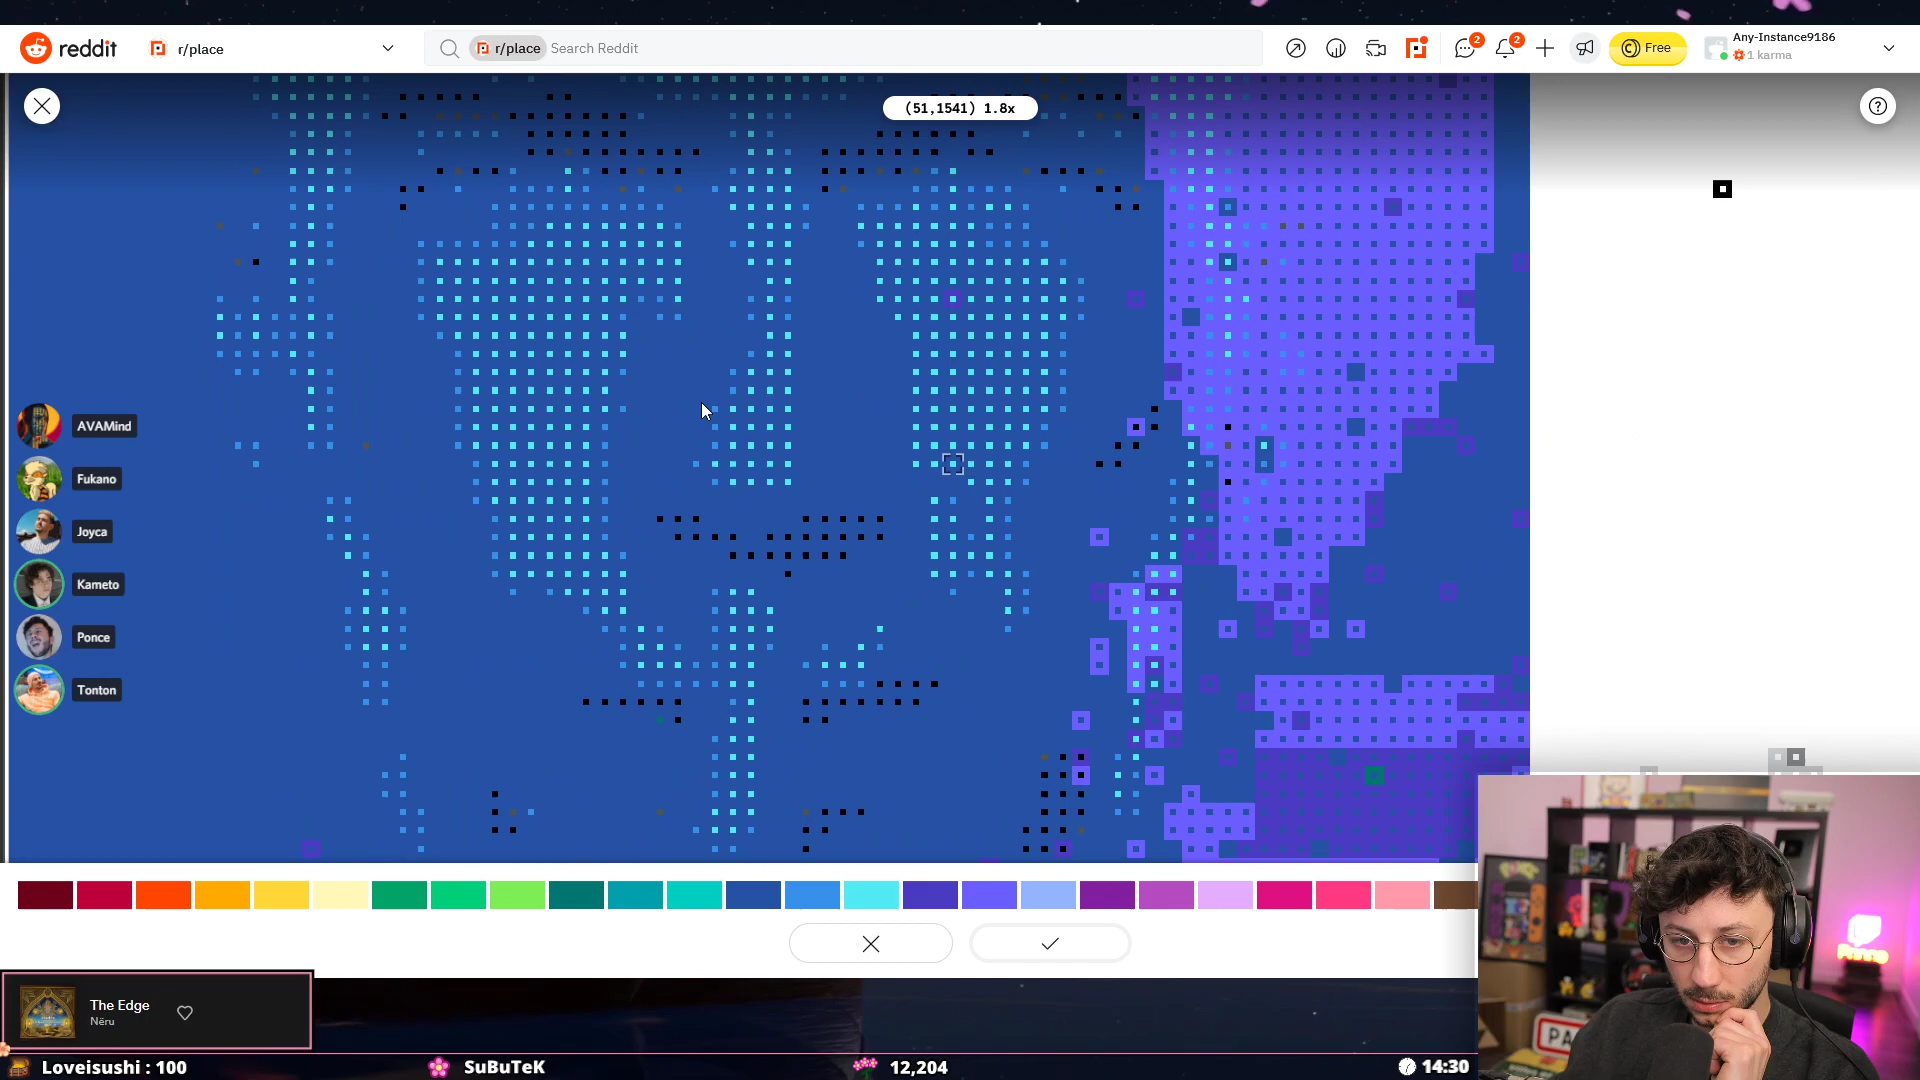 reddit
r/place
r/place Search Reddit
2
2
Free
Any-Instance9186
1 karma
(51,1541) 1.8x
AVAMind
Fukano
Joyca
Kameto
Ponce
Tonton
The Edge
Nëru
Loveisushi : 100
SuBuTeK
12,204
14:30